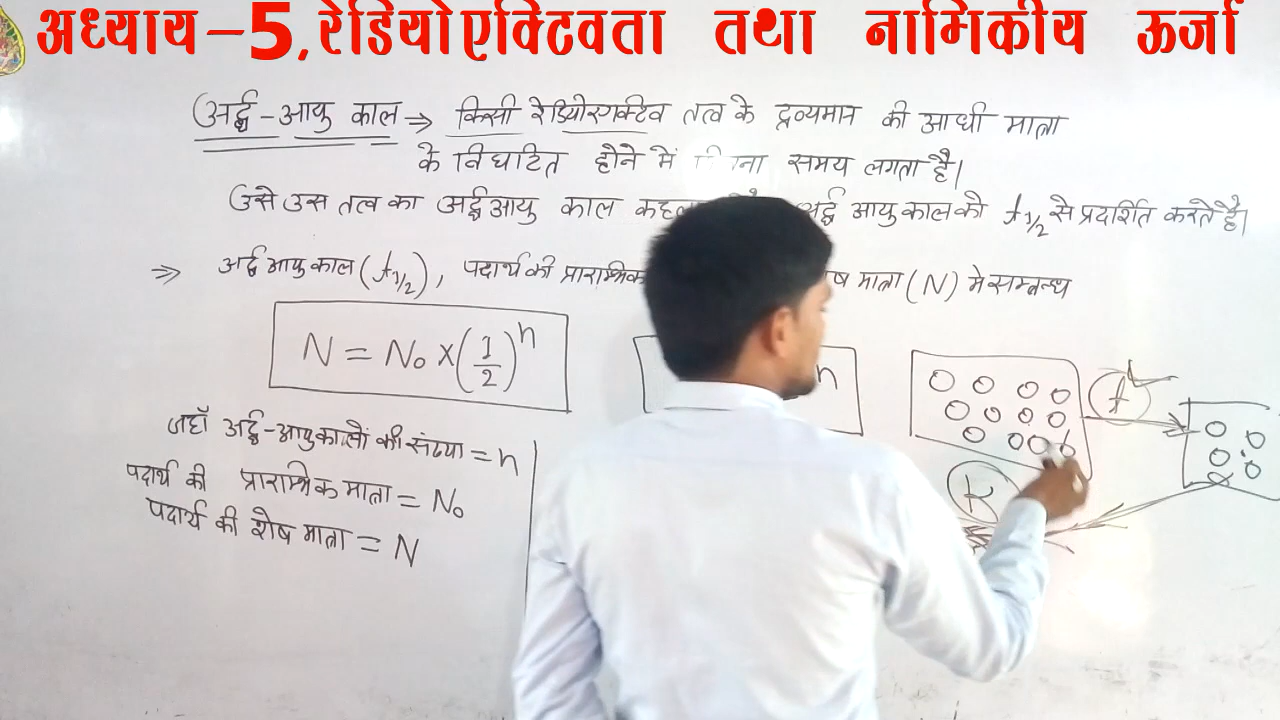 अध्याय-5,रेडियोएक्टिवता तथा नाभिकीय ऊर्जा
अर्द्ध-आयु काल ⇒ किसी रेडियोएक्टिव तत्व के द्रव्यमान की आधी मात्रा
के विघटित होने में समय लगता है।
उसे उस तत्व का अर्द्धआयु काल अर्द्ध आयुकाल को t1/2 से प्रदर्शित करते है।
⇒ अर्द्धआयुकाल (t1/2), पदार्थ की प्रारम्भिक मात्रा (N) मे सम्बन्ध
N = N₀ × (1/2)ⁿ
n
t
जहाँ अर्द्ध-आयुकालों की संख्या = n
पदार्थ की प्रारम्भिक मात्रा = N₀
पदार्थ की शेष मात्रा = N
K